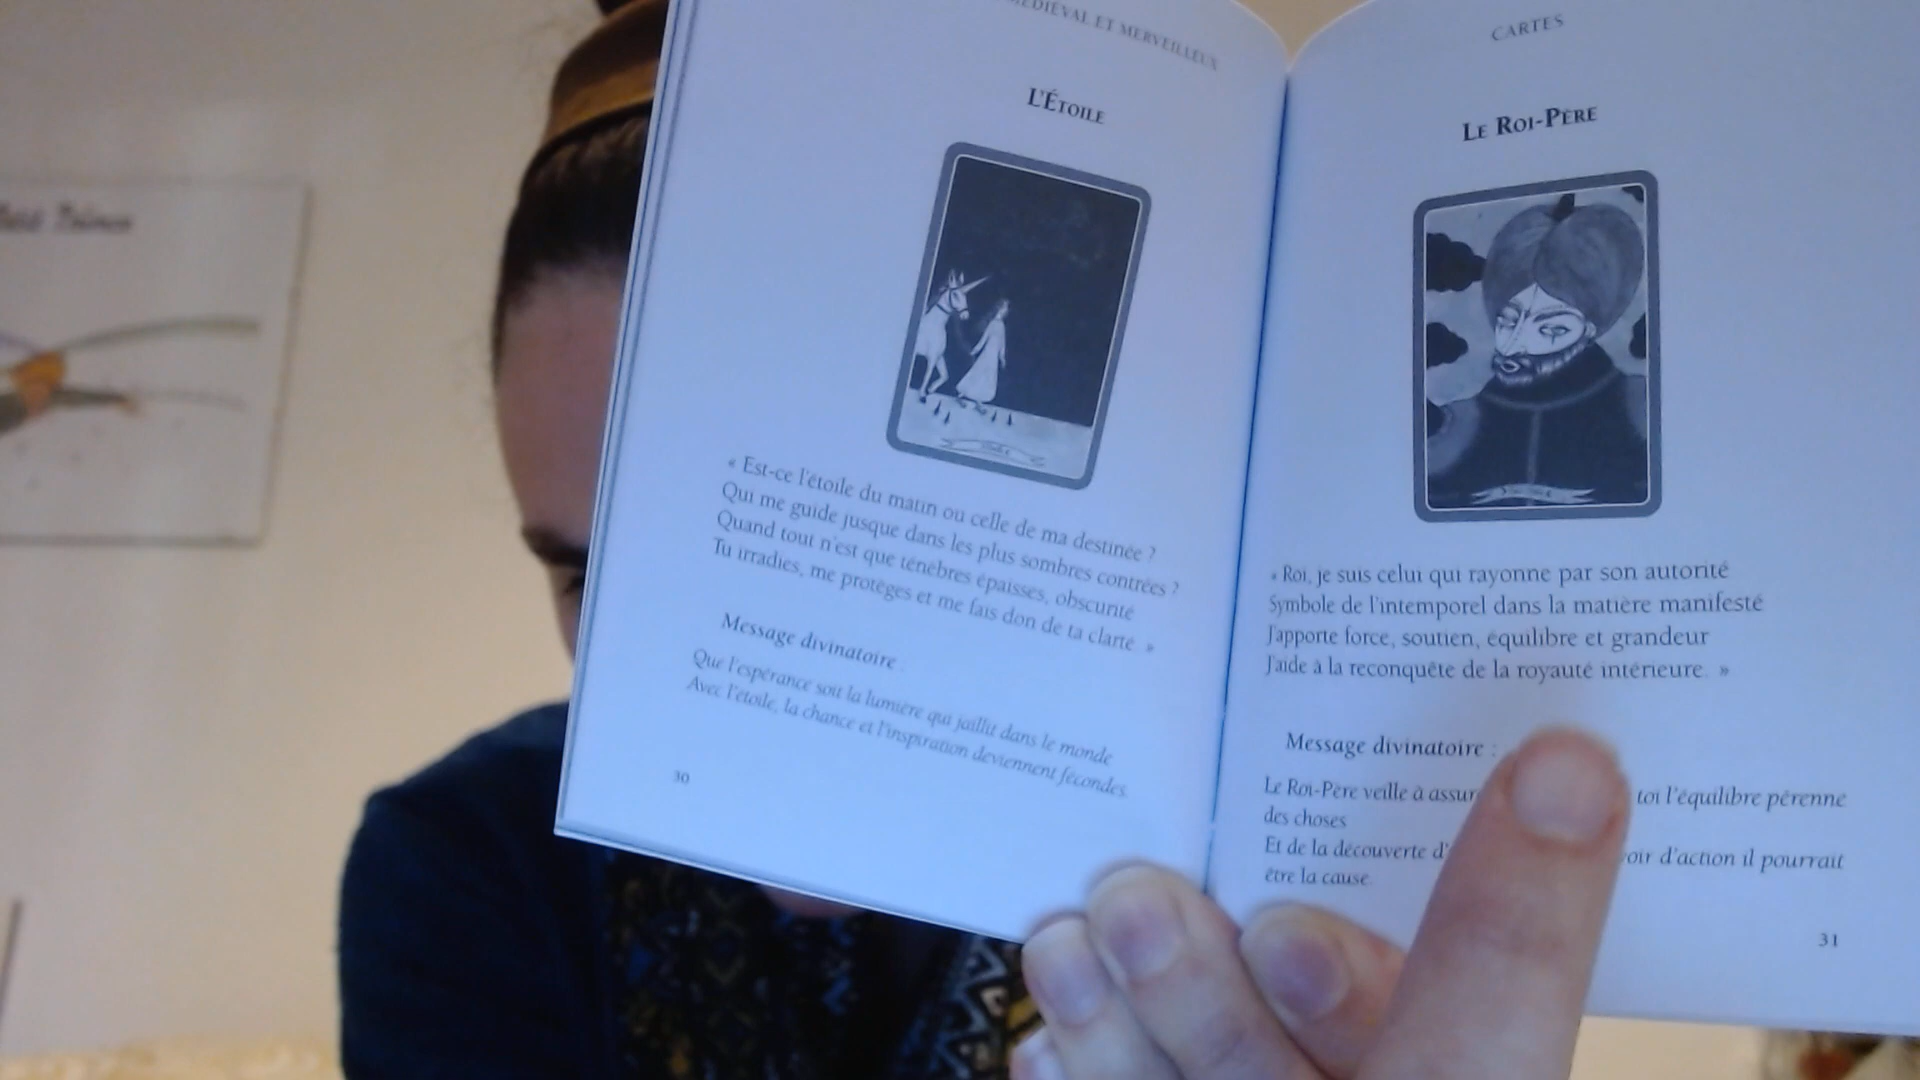 MÉDIÉVAL ET MERVEILLEUX
L'ÉTOILE
« Est-ce l'étoile du matin ou celle de ma destinée ?
Qui me guide jusque dans les plus sombres contrées ?
Quand tout n'est que ténèbres épaisses, obscurité
Tu irradies, me protèges et me fais don de ta clarté. »
Message divinatoire :
Que l'espérance soit la lumière qui jaillit dans le monde
Avec l'étoile, la chance et l'inspiration deviennent fécondes.
30
CARTES
LE ROI-PÈRE
« Roi, je suis celui qui rayonne par son autorité
Symbole de l'intemporel dans la matière manifesté
J'apporte force, soutien, équilibre et grandeur
J'aide à la reconquête de la royauté intérieure. »
Message divinatoire :
Le Roi-Père veille à toi l'équilibre pérenne
des choses
Et de la découverte d'action il pourrait
être la cause.
31